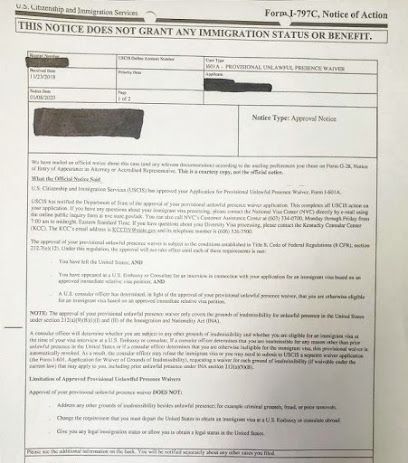 U.S. Citizenship and Immigration Services
Form I-797C, Notice of Action
THIS NOTICE DOES NOT GRANT ANY IMMIGRATION STATUS OR BENEFIT.
Receipt Number
USCIS Online Account Number
Case Type
I601A - PROVISIONAL UNLAWFUL PRESENCE WAIVER
Received Date
11/23/2019
Priority Date
Applicant
Notice Date
01/08/2023
Page
1 of 2
Notice Type: Approval Notice
We have mailed an official notice about this case (and any relevant documentation) according to the mailing preferences you chose on Form G-28, Notice
of Entry of Appearance as Attorney or Accredited Representative. This is a courtesy copy, not the official notice.
What the Official Notice Said
U.S. Citizenship and Immigration Services (USCIS) has approved your Application for Provisional Unlawful Presence Waiver, Form I-601A.
USCIS has notified the Department of State of the approval of your provisional unlawful presence waiver. This completes all USCIS action on
your application. If you have any questions about your immigrant visa processing, please contact the National Visa Center (NVC) directly by e-mail using
the online public inquiry form at nvc.state.gov/ask. You can also call NVC's Customer Assistance Center at (603) 334-0700, Monday through Friday from
7:00 am to midnight, Eastern Standard Time. If you have questions about your Diversity Visa processing, please contact the Kentucky Consular Center
(KCC). The KCC's email address is KCCDV@state.gov and its telephone number is (606) 526-7500.
The approval of your provisional unlawful presence waiver is subject to the conditions established in Title 8, Code of Federal Regulations (8 CFR), section
212.7(e)(12). Under this regulation, the approval will not take effect until each of these requirements is met:
You have left the United States; AND
You have appeared at a U.S. Embassy or Consulate for an interview in connection with your application for an immigrant visa based on an
approved immediate relative visa petition; AND
A U.S. consular officer has determined, in light of the approval of your provisional unlawful presence waiver, that you are otherwise eligible
for an immigrant visa based on an approved immediate relative visa petition.
NOTE: The approval of your provisional unlawful presence waiver only covers the grounds of inadmissibility for unlawful presence in the United States
under section 212(a)(9)(B)(i)(I) and (II) of the Immigration and Nationality Act (INA).
A consular officer will determine whether you are subject to any other grounds of inadmissibility and whether you are eligible for an immigrant visa at
the time of your visa interview at a U.S. Embassy or Consulate. If a consular officer determines that you are inadmissible for any reason other than prior
unlawful presence in the United States or if a consular officer determines that you are otherwise ineligible for the immigrant visa, this provisional waiver is
automatically revoked. As a result, the consular officer may refuse the immigrant visa or you may need to submit to USCIS a separate waiver application
(the Form I-601, Application for Waiver of Grounds of Inadmissibility), requesting a waiver for each ground of inadmissibility (if waivable under the
current law) that may apply to you, including prior unlawful presence under INA section 212(a)(9)(B).
Limitation of Approved Provisional Unlawful Presence Waivers
Approval of your provisional unlawful presence waiver DOES NOT:
Address any other grounds of inadmissibility besides unlawful presence; for example criminal grounds, fraud, or prior removals.
Change the requirement that you must depart the United States to obtain an immigrant visa at a U.S. Embassy or consulate abroad.
Give you any legal immigration status or allow you to obtain a legal status in the United States.
Please see the additional information on the back. You will be notified separately about any other cases you filed.